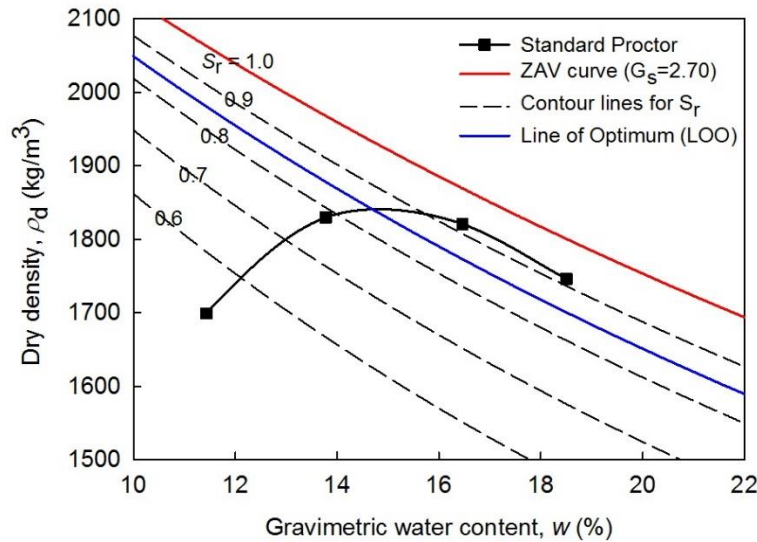 2100
2000
1900
1800
1700
1600
1500
Dry density, ρd (kg/m³)
Sr = 1.0
0.9
0.8
0.7
0.6
Standard Proctor
ZAV curve (Gs=2.70)
Contour lines for Sr
Line of Optimum (LOO)
10 12 14 16 18 20 22
Gravimetric water content, w (%)